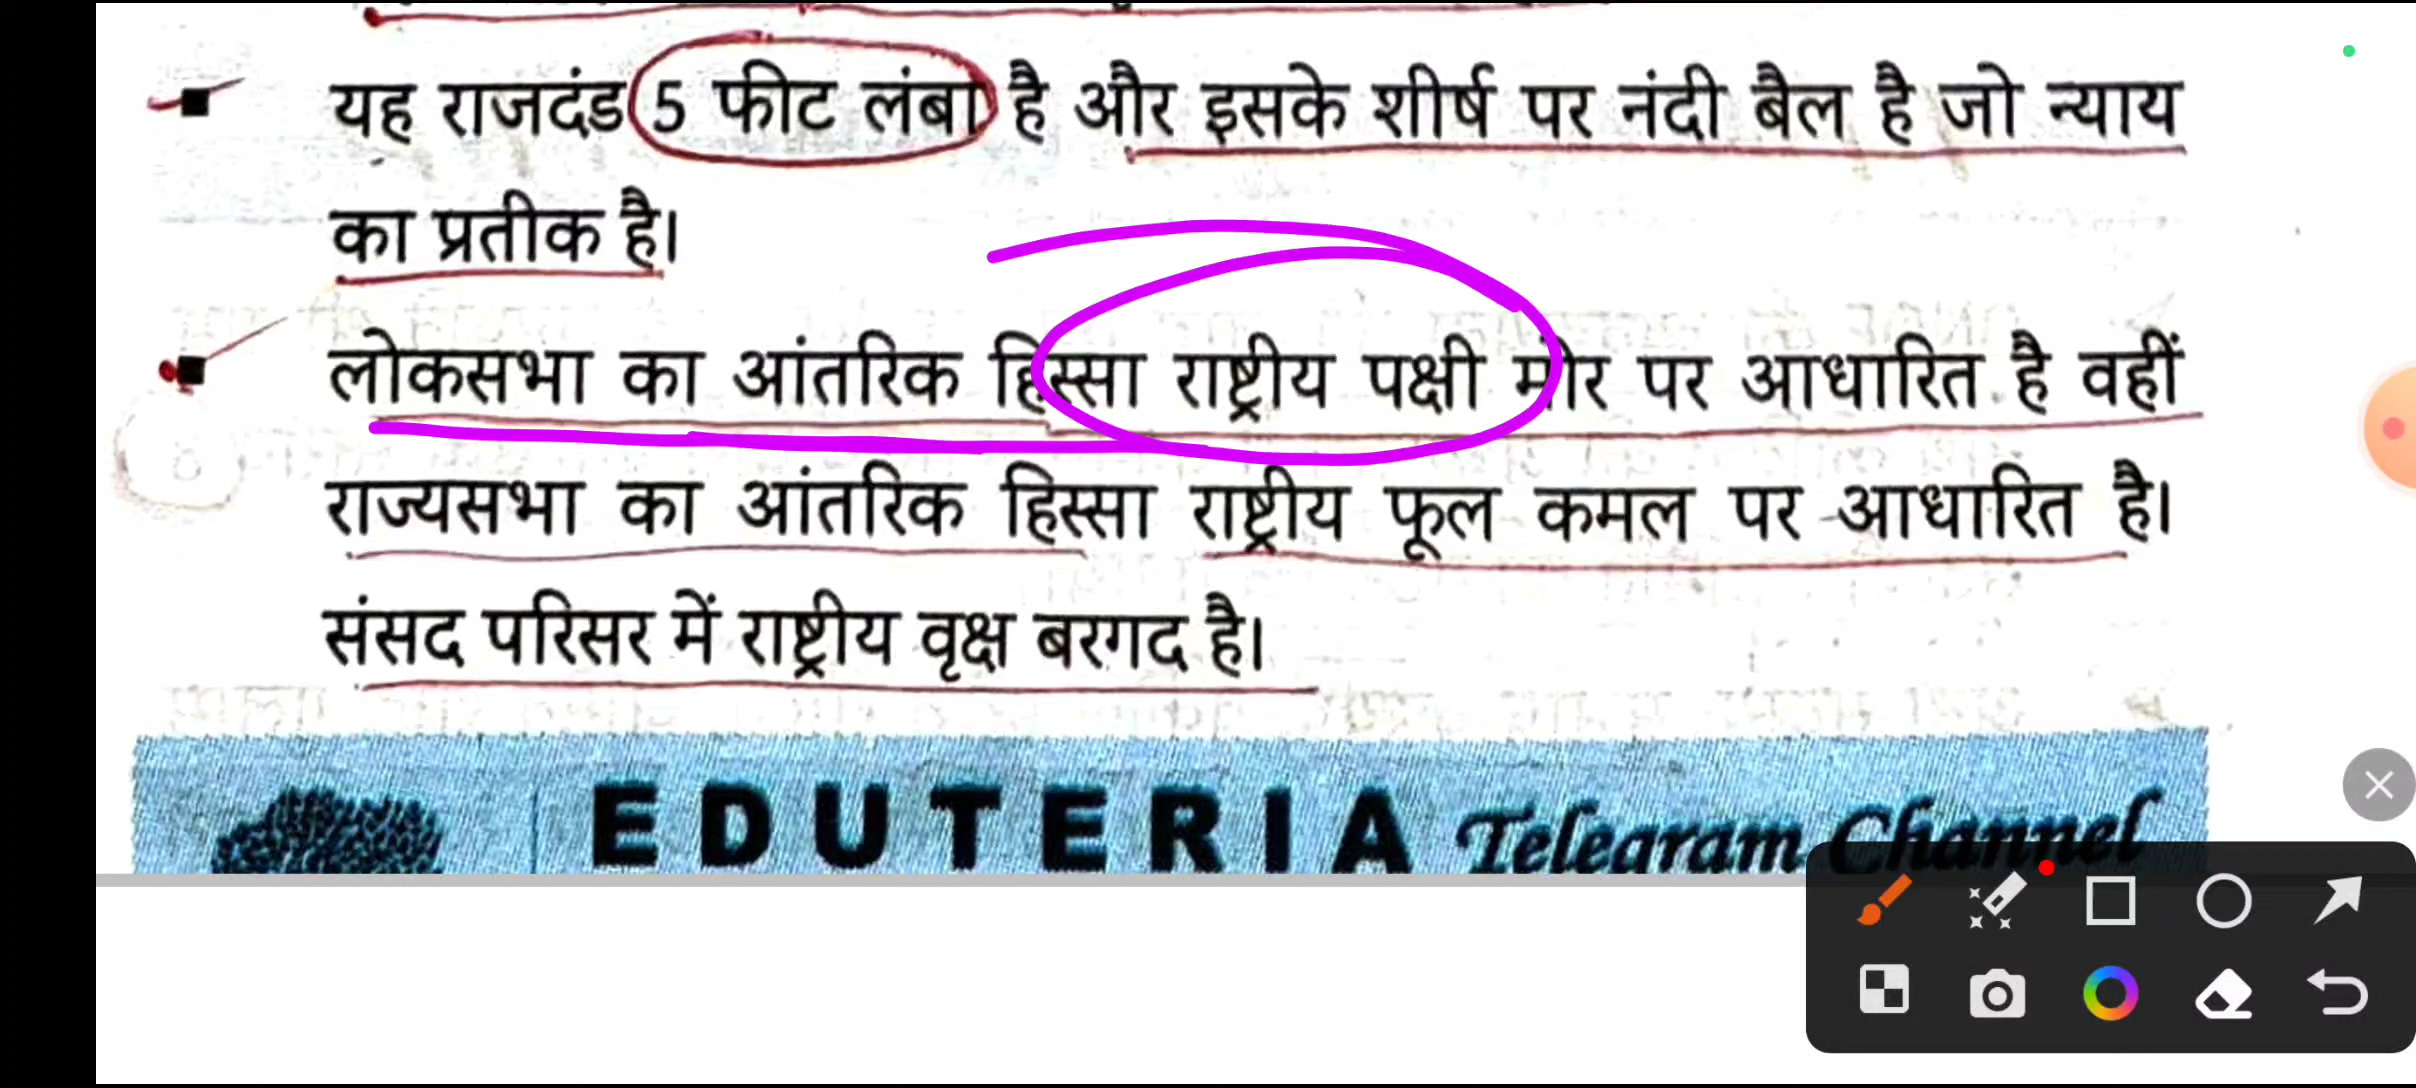 यह राजदंड 5 फीट लंबा है और इसके शीर्ष पर नंदी बैल है जो न्याय
का प्रतीक है।
लोकसभा का आंतरिक हिस्सा राष्ट्रीय पक्षी मोर पर आधारित है वहीं
राज्यसभा का आंतरिक हिस्सा राष्ट्रीय फूल कमल पर आधारित है।
संसद परिसर में राष्ट्रीय वृक्ष बरगद है।
EDUTERIA Telegram Channel